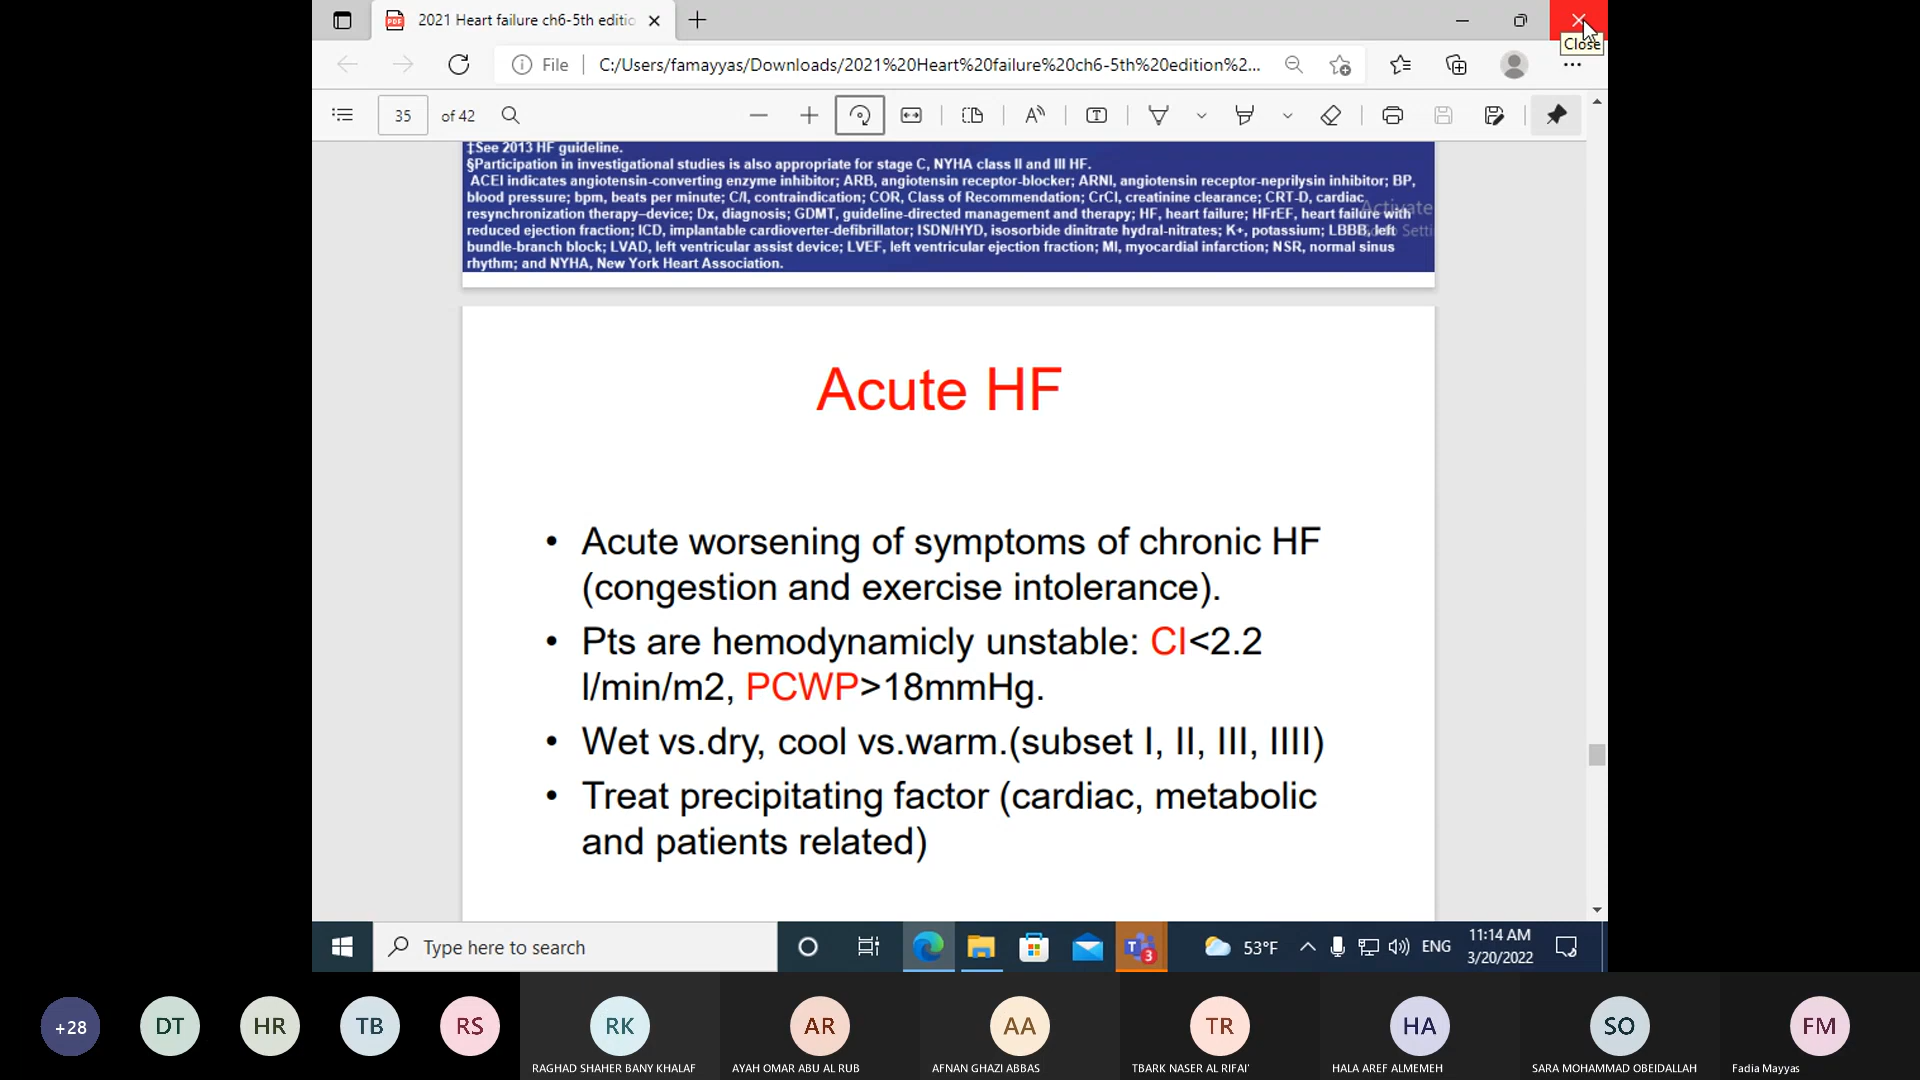 2021 Heart failure ch6-5th editio
Close
File
C:/Users/famayyas/Downloads/2021%20Heart%20failure%20ch6-5th%20edition%2...
35 of 42
‡See 2013 HF guideline.
§Participation in investigational studies is also appropriate for stage C, NYHA class II and III HF.
ACEI indicates angiotensin-converting enzyme inhibitor; ARB, angiotensin receptor-blocker; ARNI, angiotensin receptor-neprilysin inhibitor; BP,
blood pressure; bpm, beats per minute; C/I, contraindication; COR, Class of Recommendation; CrCl, creatinine clearance; CRT-D, cardiac
resynchronization therapy–device; Dx, diagnosis; GDMT, guideline-directed management and therapy; HF, heart failure; HFrEF, heart failure with
reduced ejection fraction; ICD, implantable cardioverter-defibrillator; ISDN/HYD, isosorbide dinitrate hydral-nitrates; K+, potassium; LBBB, left
bundle-branch block; LVAD, left ventricular assist device; LVEF, left ventricular ejection fraction; MI, myocardial infarction; NSR, normal sinus
rhythm; and NYHA, New York Heart Association.
Activate
Acute HF
• Acute worsening of symptoms of chronic HF
(congestion and exercise intolerance).
• Pts are hemodynamicly unstable: CI<2.2
l/min/m2, PCWP>18mmHg.
• Wet vs.dry, cool vs.warm.(subset I, II, III, IIII)
• Treat precipitating factor (cardiac, metabolic
and patients related)
Type here to search
3
53°F
ENG
11:14 AM
3/20/2022
+28 DT HR TB RS RK AR AA TR HA SO FM
RAGHAD SHAHER BANY KHALAF AYAH OMAR ABU AL RUB AFNAN GHAZI ABBAS TBARK NASER AL RIFAI' HALA AREF ALMEMEH SARA MOHAMMAD OBEIDALLAH Fadia Mayyas